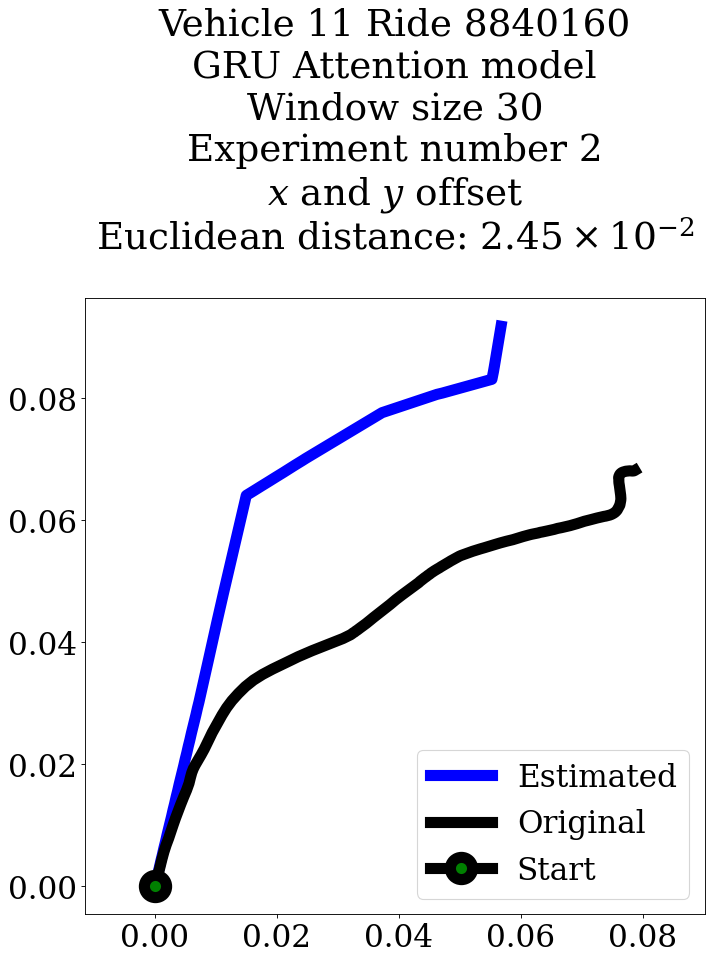 Vehicle 11 Ride 8840160
GRU Attention model
Window size 30
Experiment number 2
x and y offset
Euclidean distance: 2.45 × 10⁻²
0.08
0.06
0.04
0.02
0.00
Estimated
Original
Start
0.00 0.02 0.04 0.06 0.08